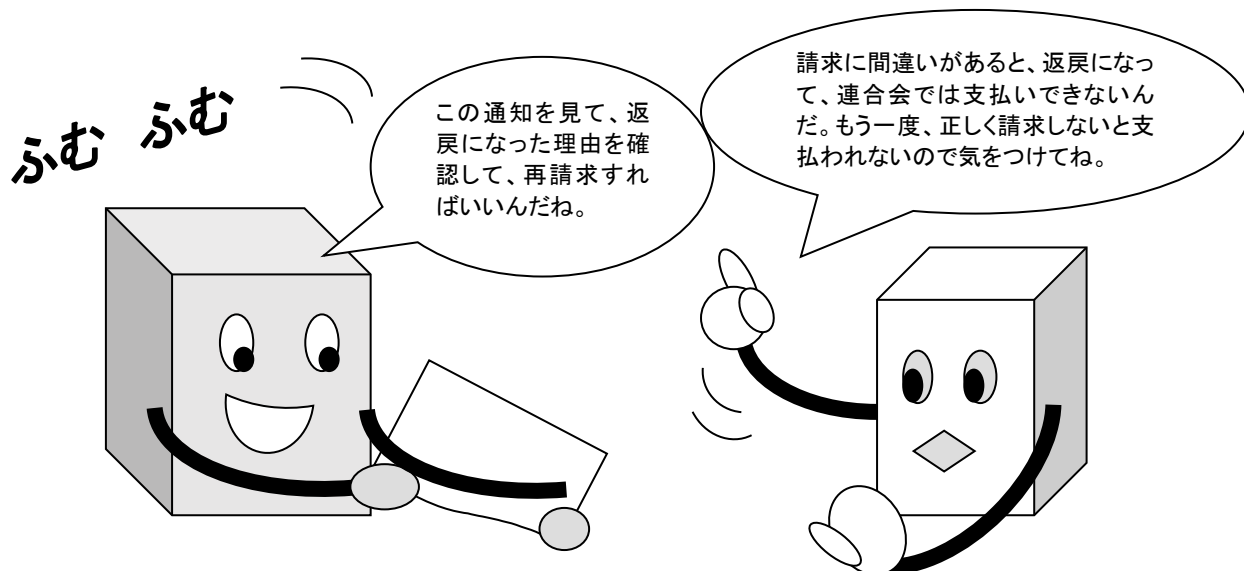 ふむ ふむ
この通知を見て、返
戻になった理由を確
認して、再請求すれ
ばいいんだね。
請求に間違いがあると、返戻になっ
て、連合会では支払いできないん
だ。もう一度、正しく請求しないと支
払われないので気をつけてね。